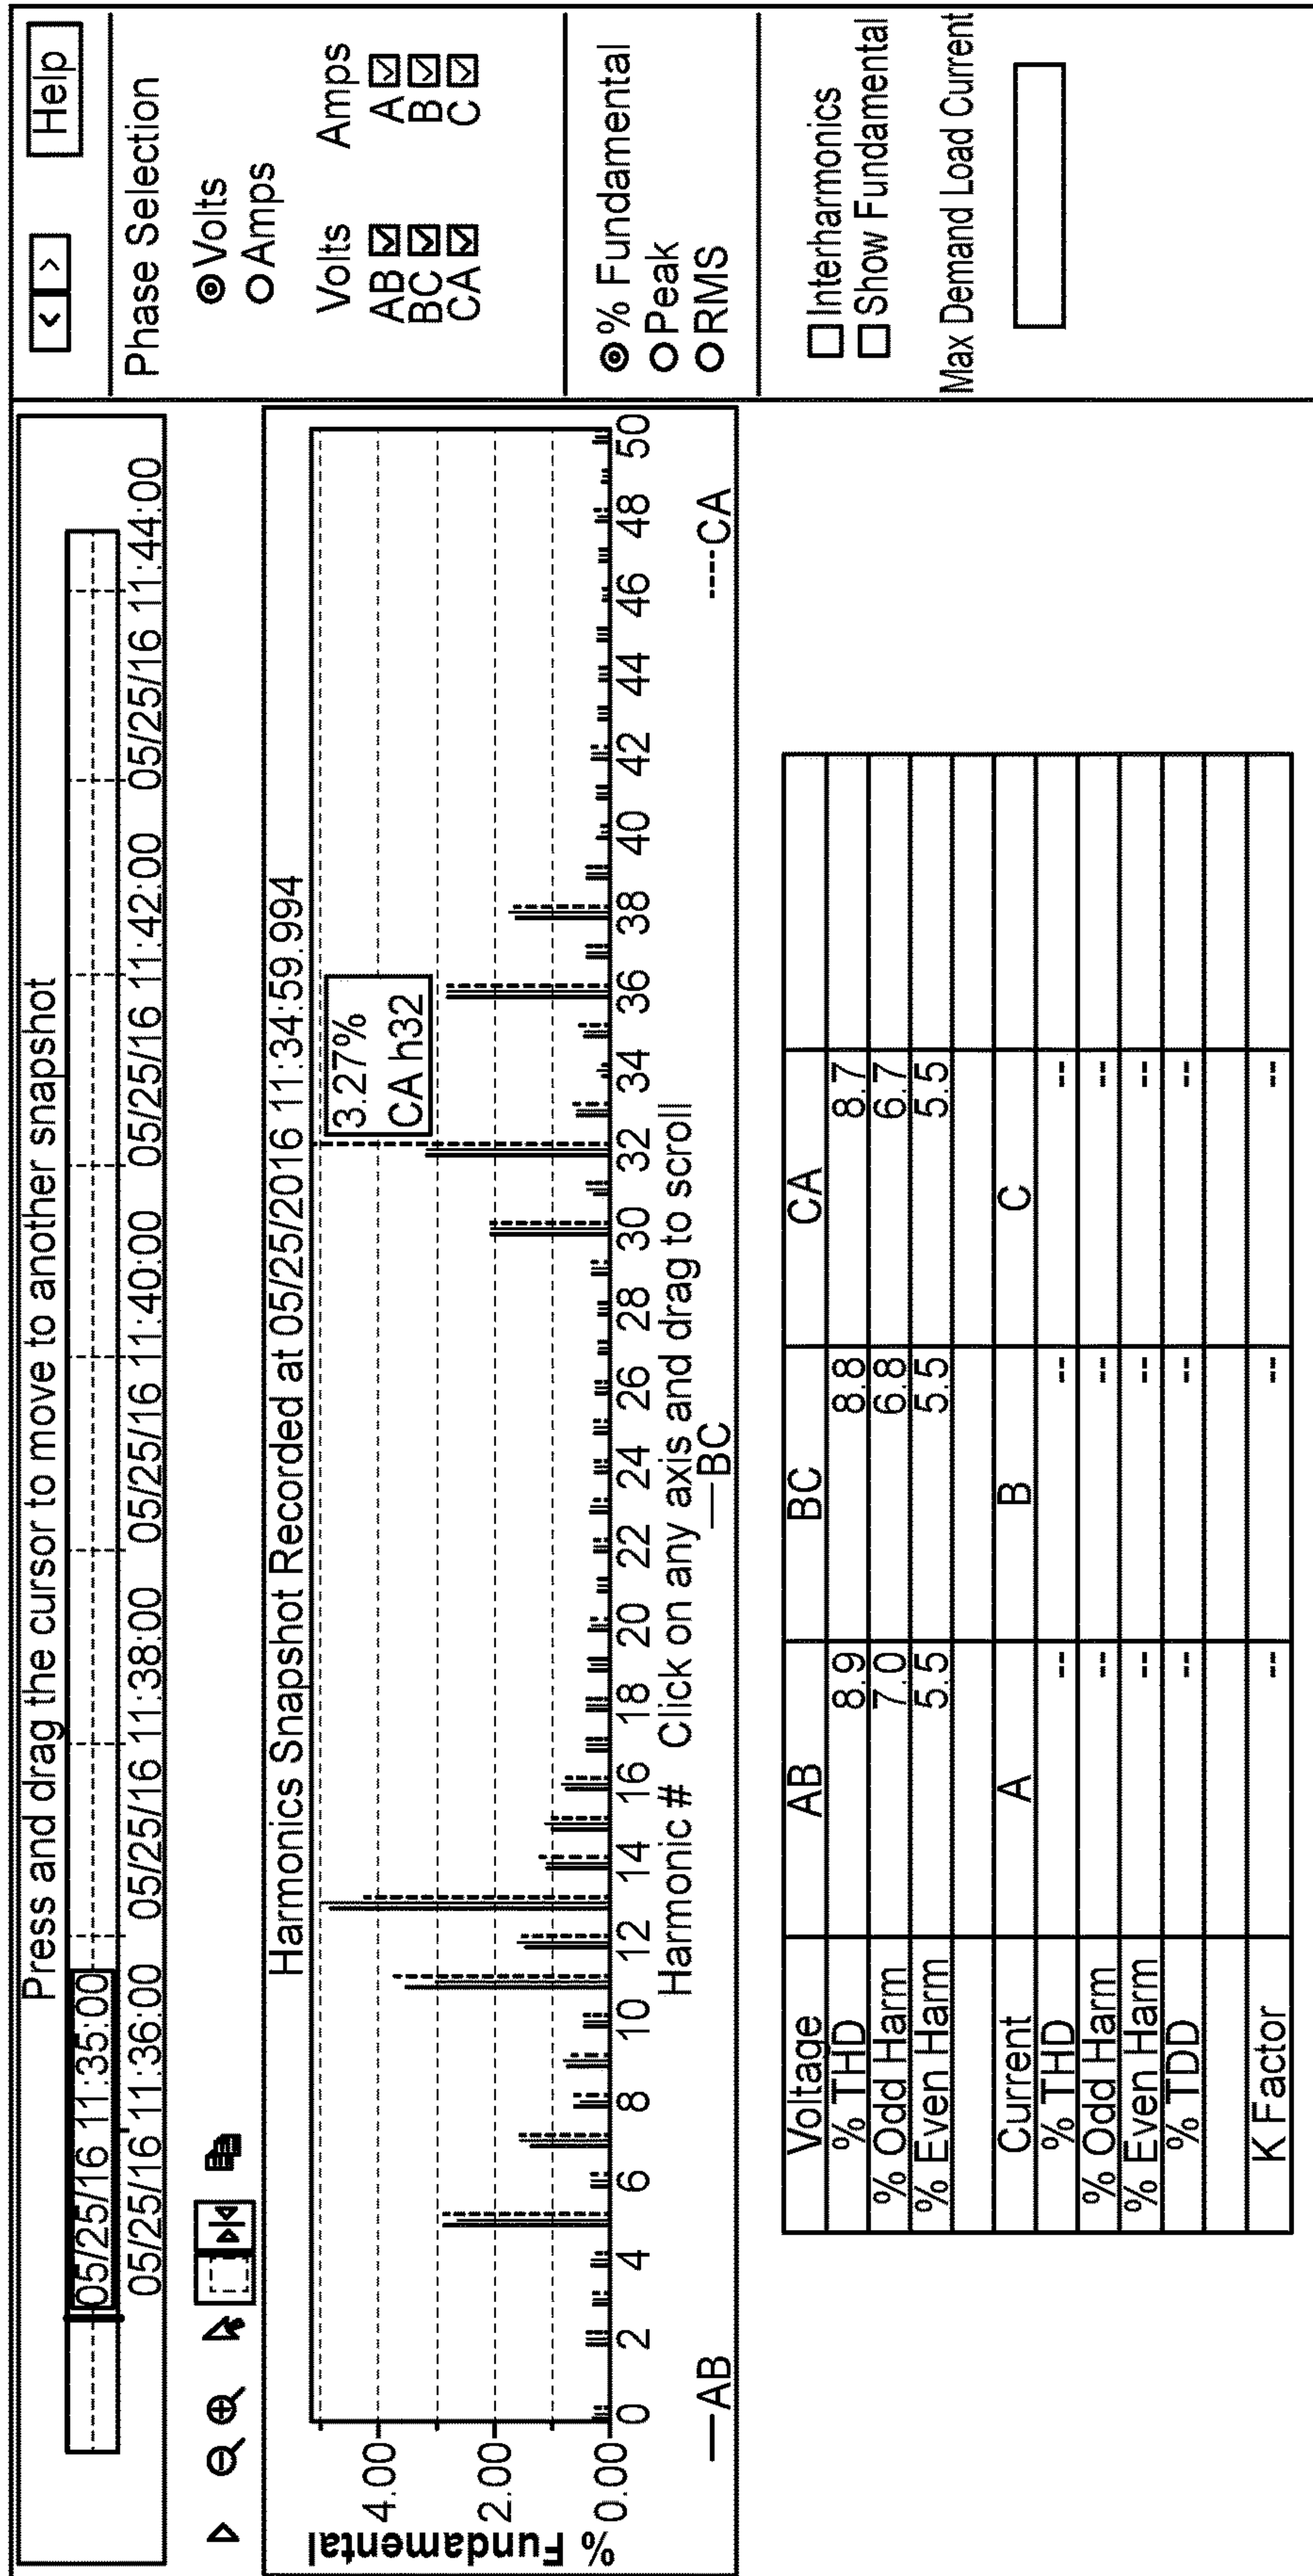 Press and drag the cursor to move to another snapshot
05/25/16 11:35:00
05/25/16 11:36:00 05/25/16 11:38:00 05/25/16 11:40:00 05/25/16 11:42:00 05/25/16 11:44:00
Harmonics Snapshot Recorded at 05/25/2016 11:34:59.994
% Fundamental
4.00
2.00
0.00
3.27%
CA h32
0 2 4 6 8 10 12 14 16 18 20 22 24 26 28 30 32 34 36 38 40 42 44 46 48 50
Harmonic # Click on any axis and drag to scroll
AB BC CA
Voltage AB BC CA
% THD 8.9 8.8 8.7
% Odd Harm 7.0 6.8 6.7
% Even Harm 5.5 5.5 5.5
Current A B C
% THD -- -- --
% Odd Harm -- -- --
% Even Harm -- -- --
% TDD -- -- --
K Factor -- -- --
< > Help
Phase Selection
Volts
Amps
Volts Amps
AB A
BC B
CA C
% Fundamental
Peak
RMS
Interharmonics
Show Fundamental
Max Demand Load Current